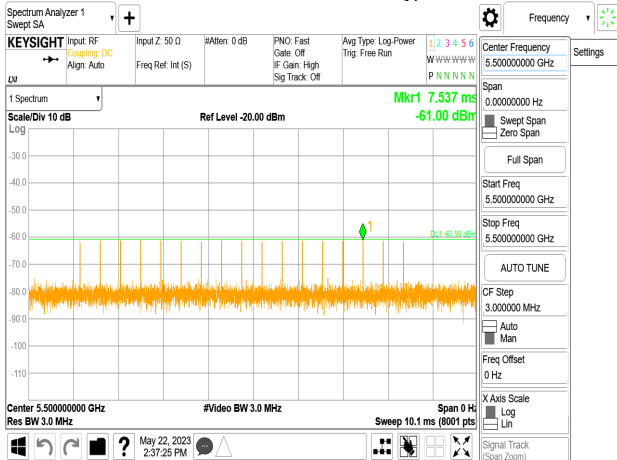 Spectrum Analyzer 1
Swept SA
+
Frequency
KEYSIGHT
LXI
Input: RF
Coupling: DC
Align: Auto
Input Z: 50 Ω
Freq Ref: Int (S)
#Atten: 0 dB
PNO: Fast
Gate: Off
IF Gain: High
Sig Track: Off
Avg Type: Log-Power
Trig: Free Run
1 2 3 4 5 6
W W W W W W
P N N N N N
1 Spectrum
Scale/Div 10 dB
Log
Ref Level -20.00 dBm
Mkr1 7.537 ms
-61.00 dBm
-30.0
-40.0
-50.0
-60.0
-70.0
-80.0
-90.0
-100
-110
1
DL1 -60.90 dBm
Center 5.500000000 GHz
Res BW 3.0 MHz
#Video BW 3.0 MHz
Span 0 Hz
Sweep 10.1 ms (8001 pts)
?
May 22, 2023
2:37:25 PM
Center Frequency
5.500000000 GHz
Span
0.00000000 Hz
Swept Span
Zero Span
Full Span
Start Freq
5.500000000 GHz
Stop Freq
5.500000000 GHz
AUTO TUNE
CF Step
3.000000 MHz
Auto
Man
Freq Offset
0 Hz
X Axis Scale
Log
Lin
Signal Track
(Span Zoom)
Settings